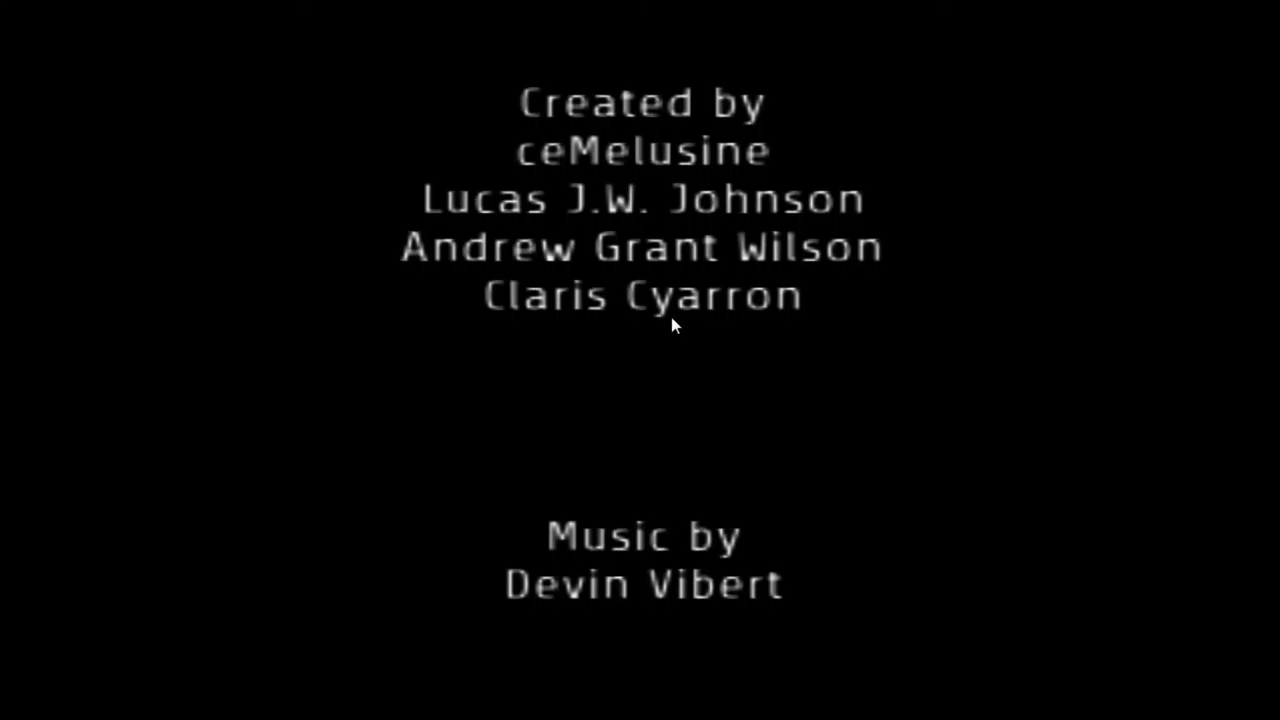 Created by
ceMelusine
Lucas J.W. Johnson
Andrew Grant Wilson
Claris Cyarron
Music by
Devin Vibert